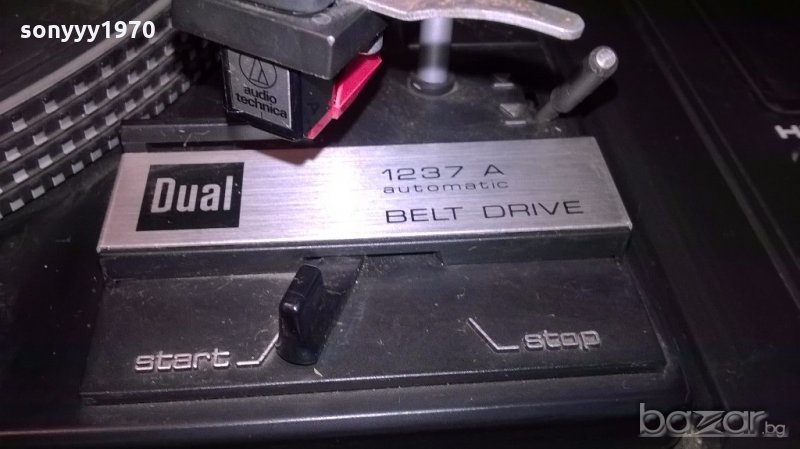 sonyyy1970
audio
technica
Dual
1237 A
automatic
BELT DRIVE
start
stop
H
bazar.bg